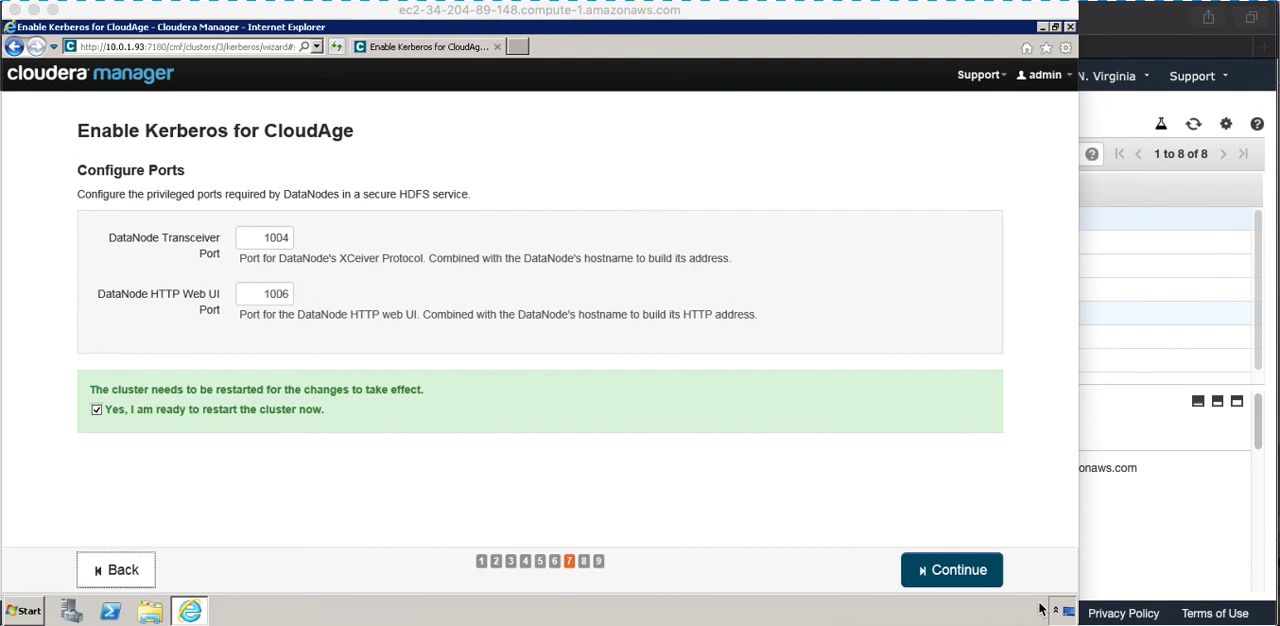 ec2-34-204-89-148.compute-1.amazonaws.com
Enable Kerberos for CloudAge - Cloudera Manager - Internet Explorer
http://10.0.1.93:7180/cmf/clusters/3/kerberos/wizard#
Enable Kerberos for CloudAg...
cloudera manager
Support
admin
N. Virginia
Support
Enable Kerberos for CloudAge
1 to 8 of 8
Configure Ports
Configure the privileged ports required by DataNodes in a secure HDFS service.
DataNode Transceiver Port
1004
Port for DataNode's XCeiver Protocol. Combined with the DataNode's hostname to build its address.
DataNode HTTP Web UI Port
1006
Port for the DataNode HTTP web UI. Combined with the DataNode's hostname to build its HTTP address.
The cluster needs to be restarted for the changes to take effect.
Yes, I am ready to restart the cluster now.
onaws.com
Back
1 2 3 4 5 6 7 8 9
Continue
Start
Privacy Policy
Terms of Use